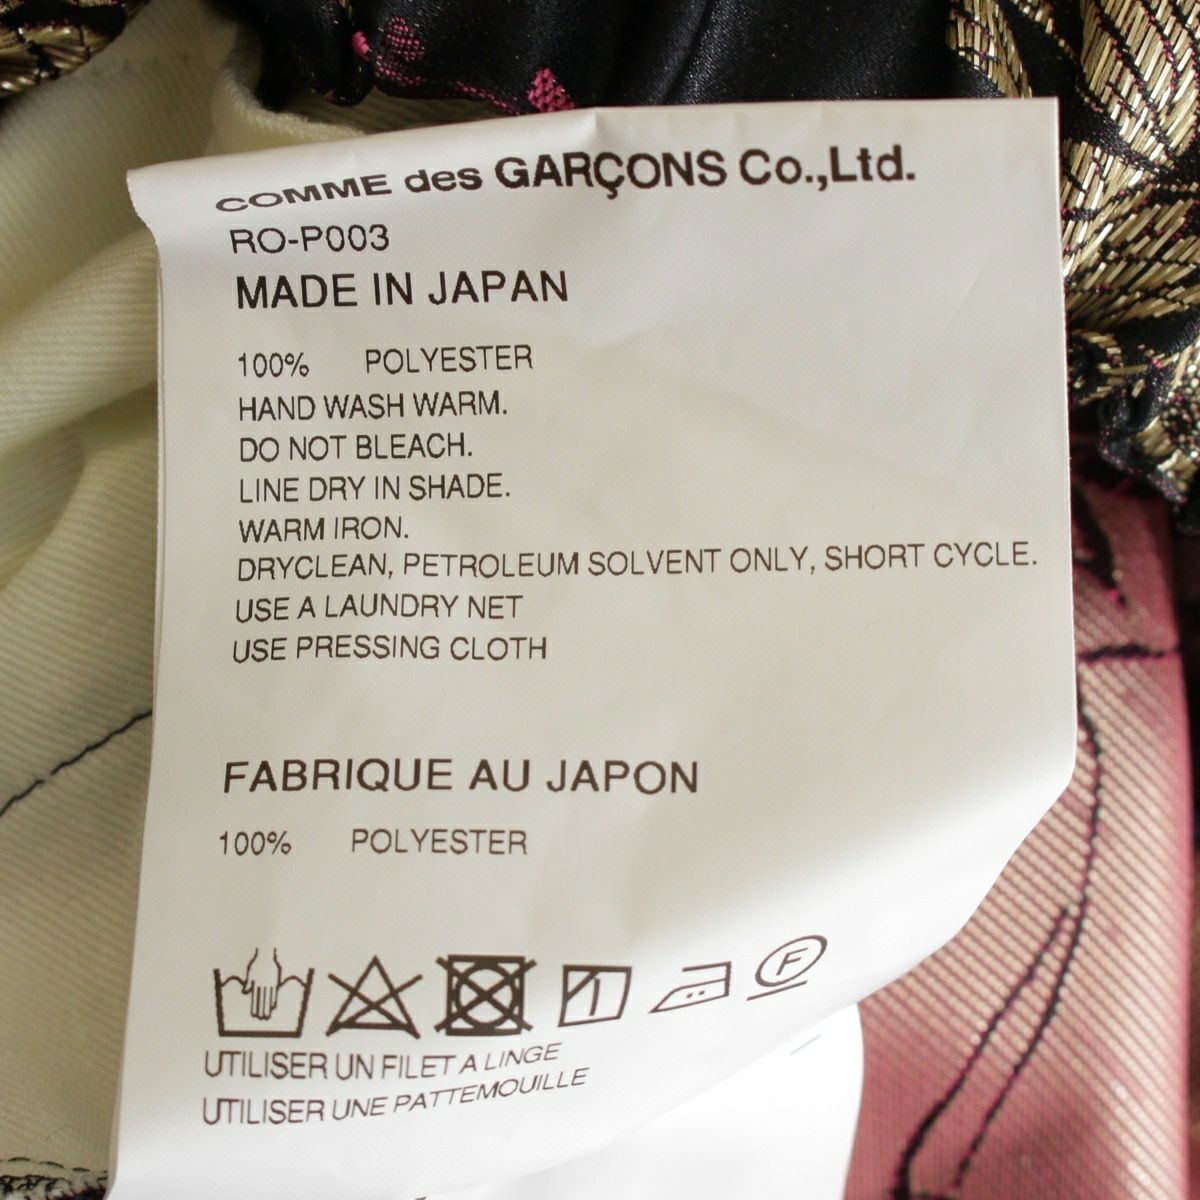 COMME des GARÇONS Co.,Ltd.
RO-P003
MADE IN JAPAN
100% POLYESTER
HAND WASH WARM.
DO NOT BLEACH.
LINE DRY IN SHADE.
WARM IRON.
DRYCLEAN, PETROLEUM SOLVENT ONLY, SHORT CYCLE.
USE A LAUNDRY NET
USE PRESSING CLOTH
FABRIQUE AU JAPON
100% POLYESTER
F
UTILISER UN FILET A LINGE
UTILISER UNE PATTEMOUILLE